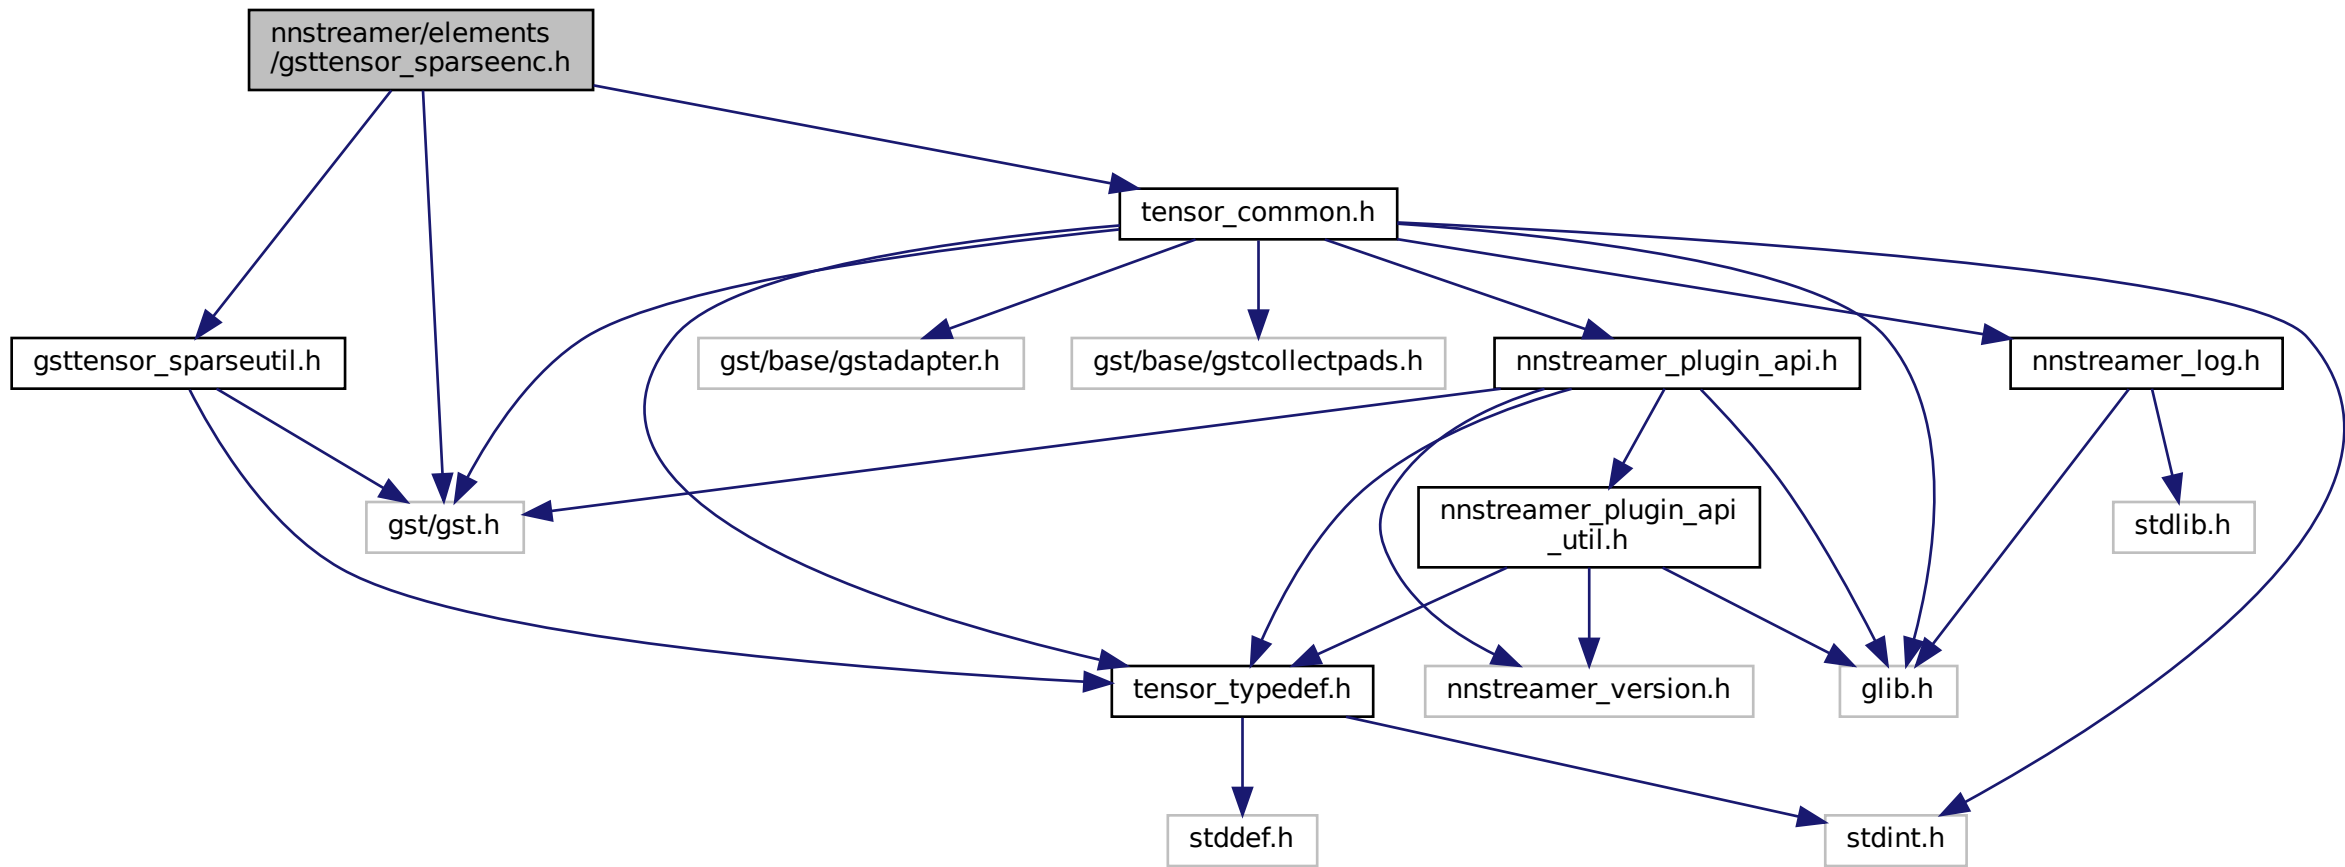 nnstreamer/elements
/gsttensor_sparseenc.h
tensor_common.h
gsttensor_sparseutil.h
gst/base/gstadapter.h
gst/base/gstcollectpads.h
nnstreamer_plugin_api.h
nnstreamer_log.h
gst/gst.h
nnstreamer_plugin_api
_util.h
stdlib.h
tensor_typedef.h
nnstreamer_version.h
glib.h
stddef.h
stdint.h